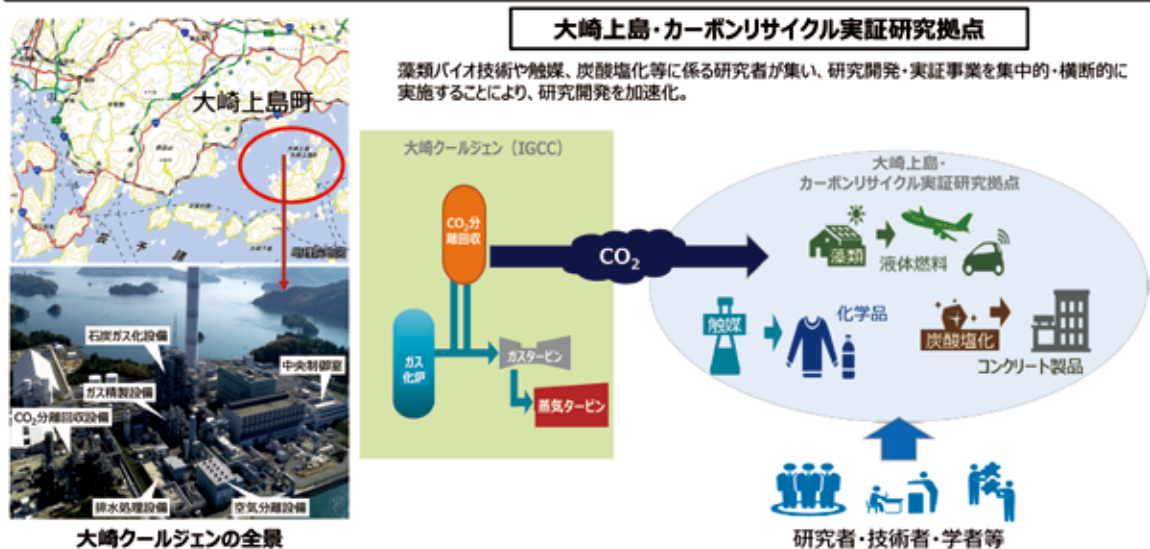 大崎上島・カーボンリサイクル実証研究拠点
藻類バイオ技術や触媒、炭酸塩化等に係る研究者が集い、研究開発・実証事業を集中的・横断的に
実施することにより、研究開発を加速化。
大崎上島町
大崎クールジェン（IGCC）
CO₂分
離回収
CO₂
ガス
化炉
ガスタービン
蒸気タービン
大崎上島・
カーボンリサイクル実証研究拠点
藻類
液体燃料
触媒
化学品
炭酸塩化
コンクリート製品
研究者・技術者・学者等
石炭ガス化設備
中央制御室
ガス精製設備
CO₂分離回収設備
排水処理設備
空気分離設備
大崎クールジェンの全景